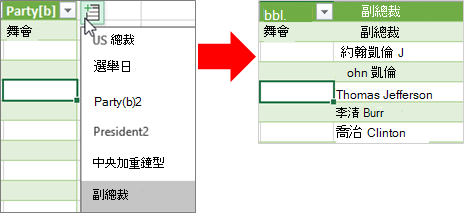 Party[b]
舞會
US 總裁
選舉日
Party(b)2
President2
中央加重鐘型
副總裁
bbl.
副總裁
舞會
副總裁
約翰凱倫 J
ohn 凱倫
Thomas Jefferson
李濆 Burr
喬治 Clinton